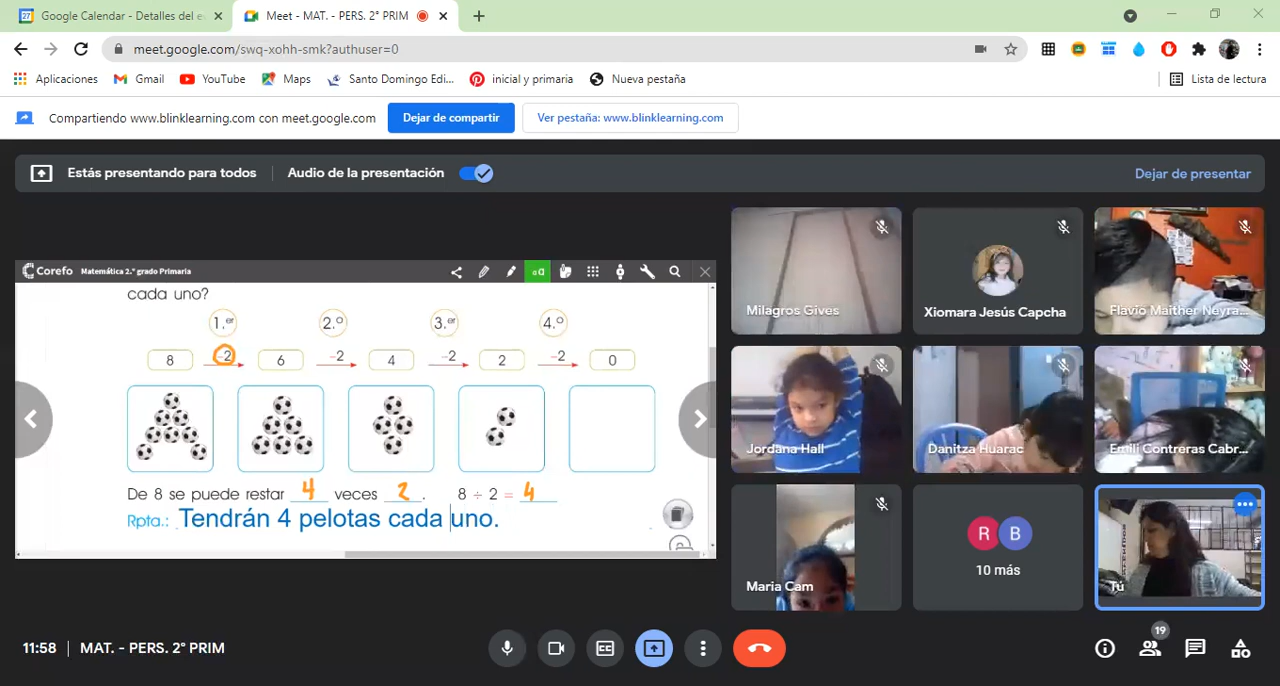 Google Calendar - Detalles del e
Meet - MAT. - PERS. 2° PRIM
meet.google.com/swq-xohh-smk?authuser=0
Aplicaciones
Gmail
YouTube
Maps
Santo Domingo Edi...
inicial y primaria
Nueva pestaña
Lista de lectura
Compartiendo www.blinklearning.com con meet.google.com
Dejar de compartir
Ver pestaña: www.blinklearning.com
Estás presentando para todos
Audio de la presentación
Dejar de presentar
Corefo Matemática 2.° grado Primaria
cada uno?
1.er 2.o 3.er 4.o
8 -2 6 -2 4 -2 2 -2 0
De 8 se puede restar 4 veces 2. 8 ÷ 2 = 4
Rpta.: Tendrán 4 pelotas cada uno.
Milagros Gives
Xiomara Jesús Capcha
Flavio Maither Neyra...
Jordana Hall
Danitza Huarac
Emili Contreras Cabr...
Maria Cam
R B
10 más
Tú
11:58 | MAT. - PERS. 2° PRIM
19